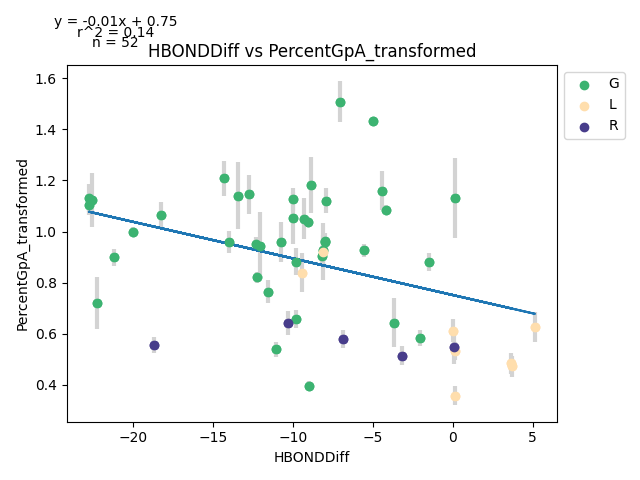 y = -0.01x + 0.75
r^2 = 0.14
n = 52
HBONDDiff vs PercentGpA_transformed
1.6
1.4
1.2
1.0
0.8
0.6
0.4
PercentGpA_transformed
−20 −15 −10 −5 0 5
HBONDDiff
G
L
R